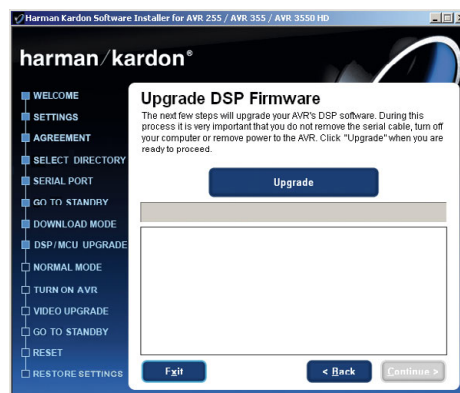 Harman Kardon Software Installer for AVR 255 / AVR 355 / AVR 3550 HD
harman/kardon®
WELCOME
SETTINGS
AGREEMENT
SELECT DIRECTORY
SERIAL PORT
GO TO STANDBY
DOWNLOAD MODE
DSP/MCU UPGRADE
NORMAL MODE
TURN ON AVR
VIDEO UPGRADE
GO TO STANDBY
RESET
RESTORE SETTINGS
Upgrade DSP Firmware
The next few steps will upgrade your AVR's DSP software. During this
process it is very important that you do not remove the serial cable, turn off
your computer or remove power to the AVR. Click "Upgrade" when you are
ready to proceed.
Upgrade
Exit
< Back
Continue >